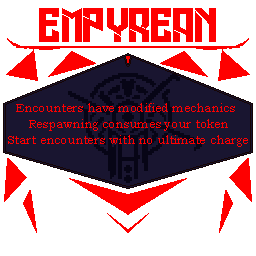 EMPYREAN
Encounters have modified mechanics
Respawning consumes your token
Start encounters with no ultimate charge